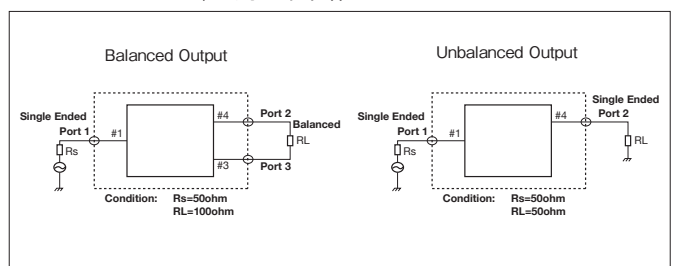 Balanced Output
Single Ended
Port 1
#1
Rs
#4
Port 2
Balanced
RL
#3
Port 3
Condition: Rs=50ohm
RL=100ohm
Unbalanced Output
Single Ended
Port 1
#1
Rs
#4
Single Ended
Port 2
RL
Condition: Rs=50ohm
RL=50ohm